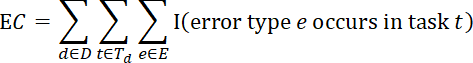 EC = ∑_{d∈D} ∑_{t∈T_d} ∑_{e∈E} I(error type e occurs in task t)